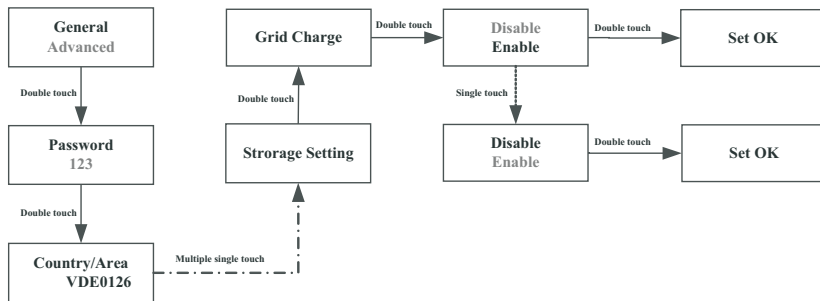 General
Advanced
Double touch
Password
123
Double touch
Country/Area
VDE0126
Multiple single touch
Strorage Setting
Double touch
Grid Charge
Double touch
Disable
Enable
Double touch
Set OK
Single touch
Disable
Enable
Double touch
Set OK